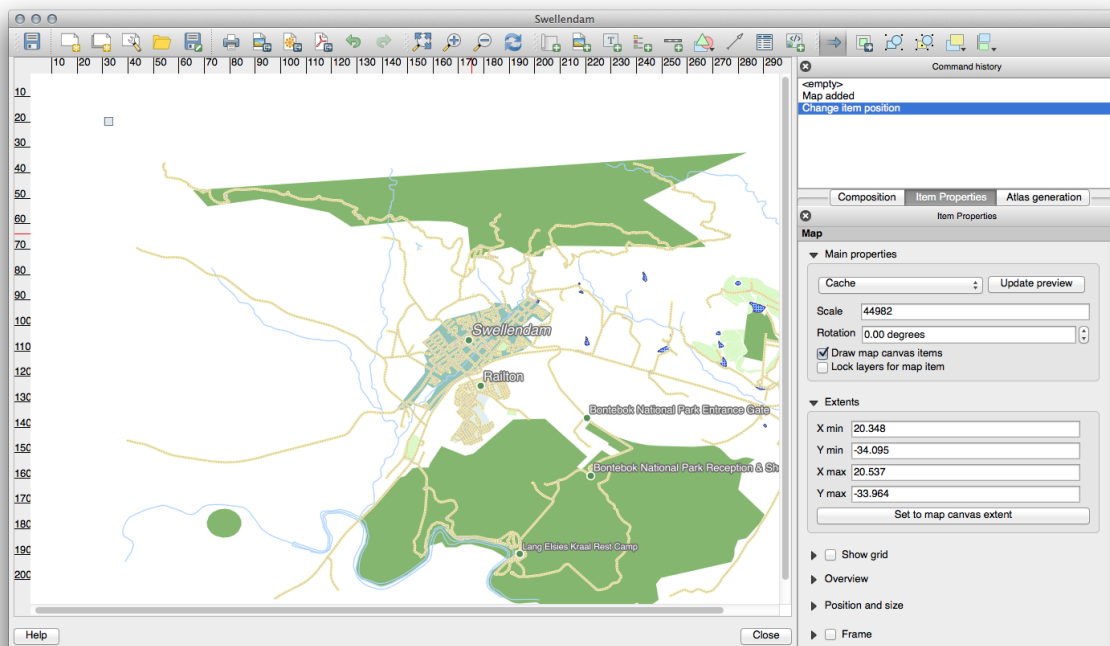 Swellendam
10 20 30 40 50 60 70 80 90 100 110 120 130 140 150 160 170 180 190 200 210 220 230 240 250 260 270 280 290
10
20
30
40
50
60
70
80
90
100
110
120
130
140
150
160
170
180
190
200
Swellendam
Railton
Bontebok National Park Entrance Gate
Bontebok National Park Reception & Sh
Lang Elsies Kraal Rest Camp
Help
Close
Command history
<empty>
Map added
Change item position
Composition
Item Properties
Atlas generation
Item Properties
Map
Main properties
Cache
Update preview
Scale 44982
Rotation 0.00 degrees
Draw map canvas items
Lock layers for map item
Extents
X min 20.348
Y min -34.095
X max 20.537
Y max -33.964
Set to map canvas extent
Show grid
Overview
Position and size
Frame